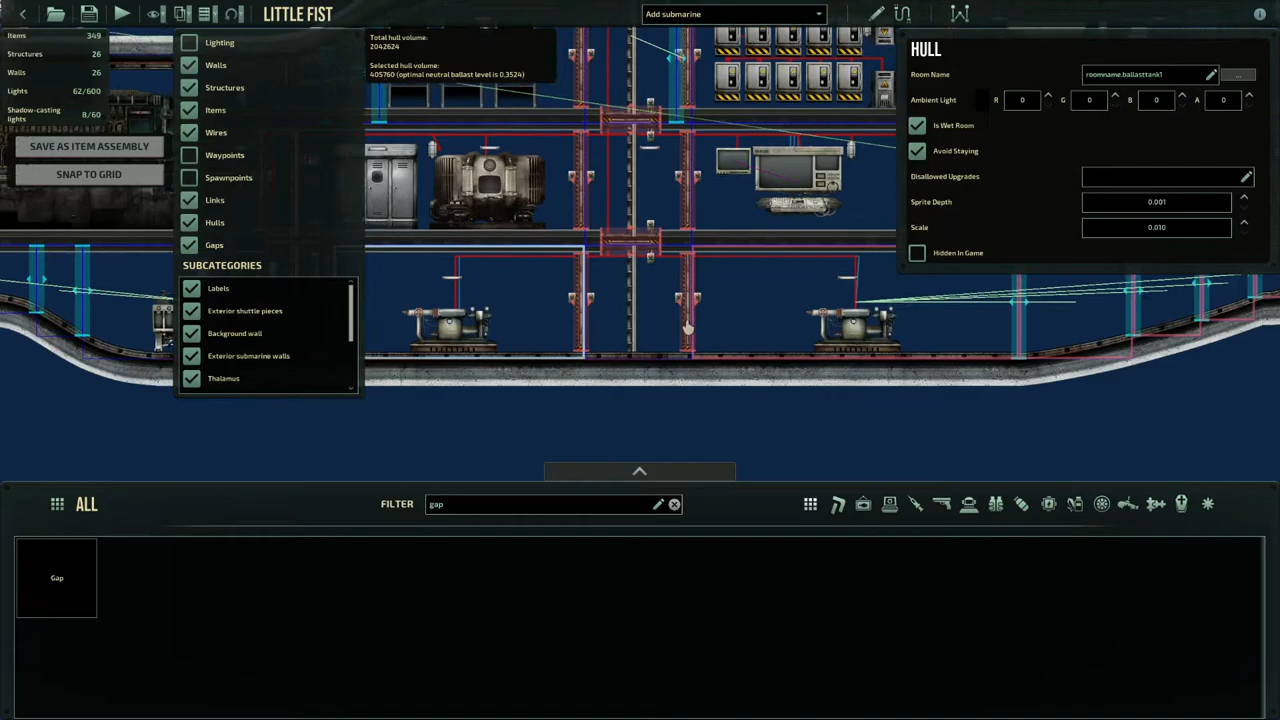 LITTLE FIST
Add submarine
Items 349
Structures 26
Walls 26
Lights 62/600
Shadow-casting lights 8/60
SAVE AS ITEM ASSEMBLY
SNAP TO GRID
Lighting
Walls
Structures
Items
Wires
Waypoints
Spawnpoints
Links
Hulls
Gaps
SUBCATEGORIES
Labels
Exterior shuttle pieces
Background wall
Exterior submarine walls
Thalamus
Total hull volume:
2042624
Selected hull volume:
405760 (optimal neutral ballast level is 0,3524)
HULL
Room Name roomname.ballasttank1 ...
Ambient Light R 0 G 0 B 0 A 0
Is Wet Room
Avoid Staying
Disallowed Upgrades
Sprite Depth 0.001
Scale 0.010
Hidden In Game
ALL FILTER gap
Gap